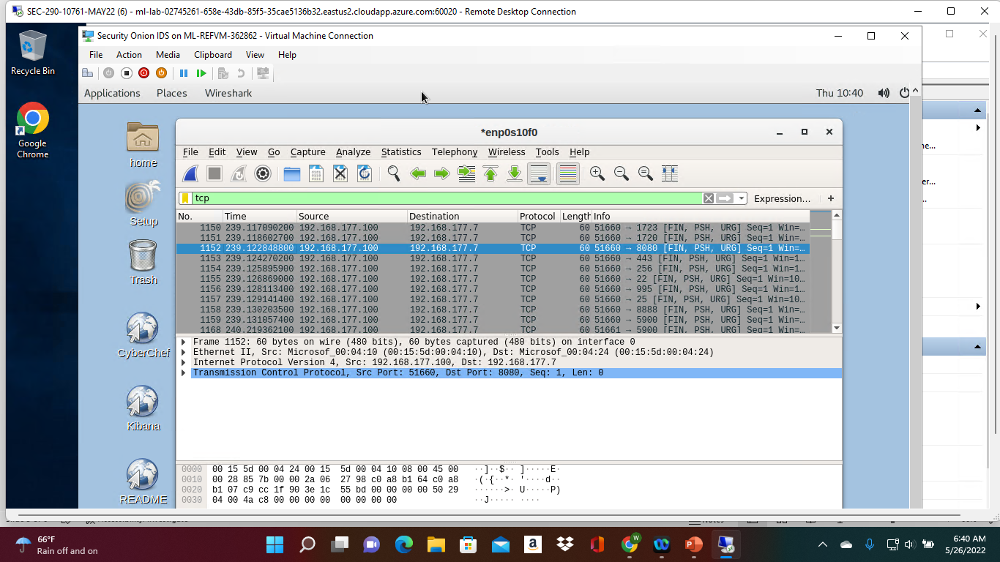 SEC-290-10761-MAY22 (6) - ml-lab-02745261-658e-43db-85f5-35cae5136b32.eastus2.cloudapp.azure.com:60020 - Remote Desktop Connection
Security Onion IDS on ML-REFVM-362862 - Virtual Machine Connection
File Action Media Clipboard View Help
Applications Places Wireshark Thu 10:40
Recycle Bin
Google Chrome
home
Setup
Trash
CyberChef
Kibana
README
*enp0s10f0
File Edit View Go Capture Analyze Statistics Telephony Wireless Tools Help
tcp Expression... +
No. Time Source Destination Protocol Length Info
1150 239.117090200 192.168.177.100 192.168.177.7 TCP 60 51660 → 1723 [FIN, PSH, URG] Seq=1 Win=…
1151 239.118602700 192.168.177.100 192.168.177.7 TCP 60 51660 → 1720 [FIN, PSH, URG] Seq=1 Win=…
1152 239.122848800 192.168.177.100 192.168.177.7 TCP 60 51660 → 8080 [FIN, PSH, URG] Seq=1 Win=…
1153 239.124270200 192.168.177.100 192.168.177.7 TCP 60 51660 → 443 [FIN, PSH, URG] Seq=1 Win=1…
1154 239.125895900 192.168.177.100 192.168.177.7 TCP 60 51660 → 256 [FIN, PSH, URG] Seq=1 Win=1…
1155 239.126869000 192.168.177.100 192.168.177.7 TCP 60 51660 → 22 [FIN, PSH, URG] Seq=1 Win=10…
1156 239.128113400 192.168.177.100 192.168.177.7 TCP 60 51660 → 995 [FIN, PSH, URG] Seq=1 Win=1…
1157 239.129141400 192.168.177.100 192.168.177.7 TCP 60 51660 → 25 [FIN, PSH, URG] Seq=1 Win=10…
1158 239.130203500 192.168.177.100 192.168.177.7 TCP 60 51660 → 8888 [FIN, PSH, URG] Seq=1 Win=…
1159 239.131057400 192.168.177.100 192.168.177.7 TCP 60 51660 → 5900 [FIN, PSH, URG] Seq=1 Win=…
1168 240.219362100 192.168.177.100 192.168.177.7 TCP 60 51661 → 5900 [FIN, PSH, URG] Seq=1 Win=…
Frame 1152: 60 bytes on wire (480 bits), 60 bytes captured (480 bits) on interface 0
Ethernet II, Src: Microsof_00:04:10 (00:15:5d:00:04:10), Dst: Microsof_00:04:24 (00:15:5d:00:04:24)
Internet Protocol Version 4, Src: 192.168.177.100, Dst: 192.168.177.7
Transmission Control Protocol, Src Port: 51660, Dst Port: 8080, Seq: 1, Len: 0
0000 00 15 5d 00 04 24 00 15 5d 00 04 10 08 00 45 00 ··]··$·· ]·····E·
0010 00 28 85 7b 00 00 2a 06 27 98 c0 a8 b1 64 c0 a8 ·(·{··*· '····d··
0020 b1 07 c9 cc 1f 90 3e 1c 55 bd 00 00 00 00 50 29 ······>· U·····P)
0030 04 00 4a c8 00 00 00 00 00 00 00 00 ··J····· ····
66°F
Rain off and on
6:40 AM
5/26/2022